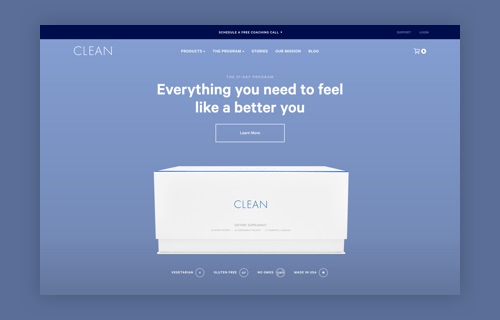 SCHEDULE A FREE COACHING CALL
SUPPORT LOGIN
CLEAN
PRODUCTS THE PROGRAM STORIES OUR MISSION BLOG
THE 21-DAY PROGRAM
Everything you need to feel
like a better you
Learn More
CLEAN
DIETARY SUPPLEMENT
VEGETARIAN GLUTEN FREE NO GMOS MADE IN USA